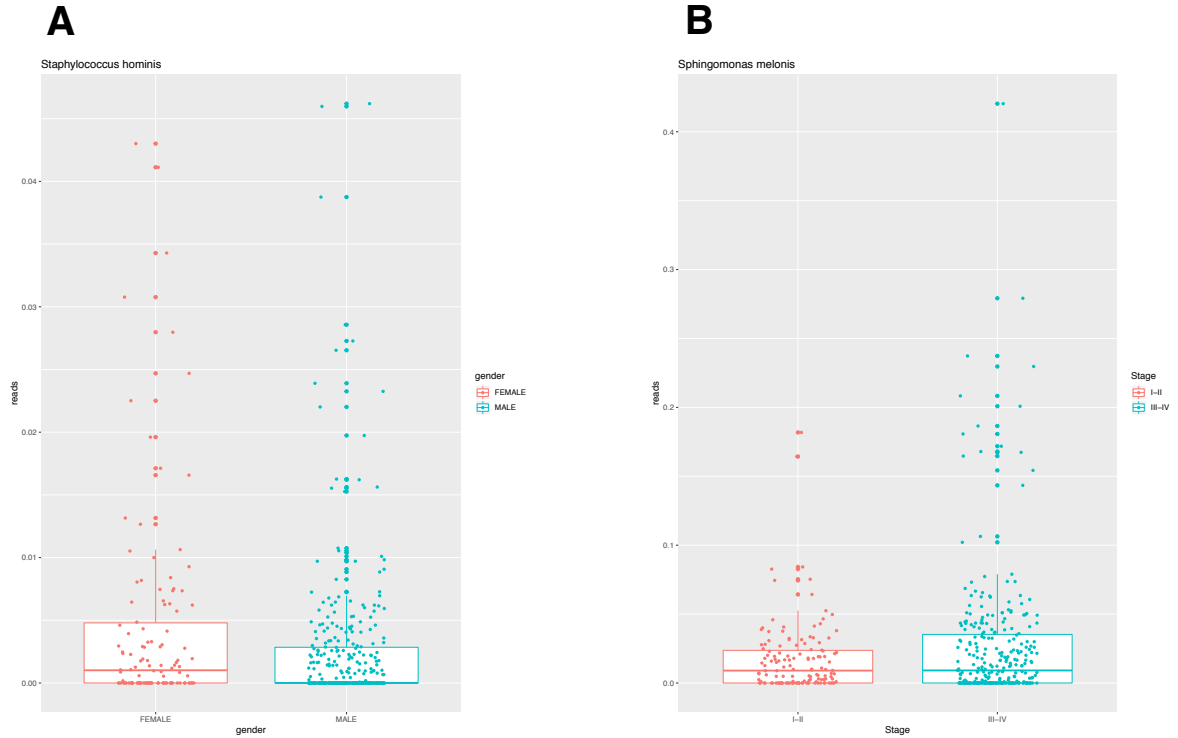 A
Staphylococcus hominis
0.04
0.03
0.02
0.01
0.00
reads
FEMALE
MALE
gender
gender
FEMALE
MALE
B
Sphingomonas melonis
0.4
0.3
0.2
0.1
0.0
reads
I–II
III–IV
Stage
Stage
I–II
III–IV